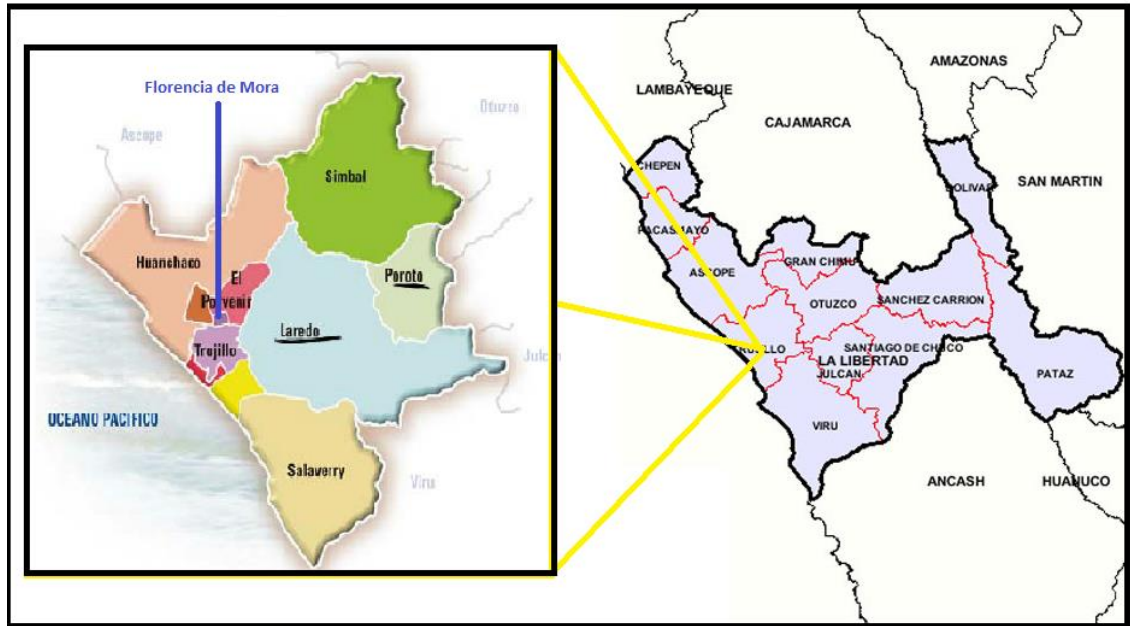 Florencia de Mora
Ascope
Otuzco
Simbal
Huanchaco
El
Porvenir
Poroto
Laredo
Trujillo
Julcan
OCEANO PACIFICO
Salaverry
Viru
LAMBAYEQUE
AMAZONAS
CAJAMARCA
SAN MARTIN
CHEPEN
BOLIVAR
PACASMAYO
ASCOPE
GRAN CHIMU
OTUZCO
SANCHEZ CARRION
TRUJILLO
SANTIAGO DE CHUCO
LA LIBERTAD
JULCAN
PATAZ
VIRU
ANCASH
HUANUCO